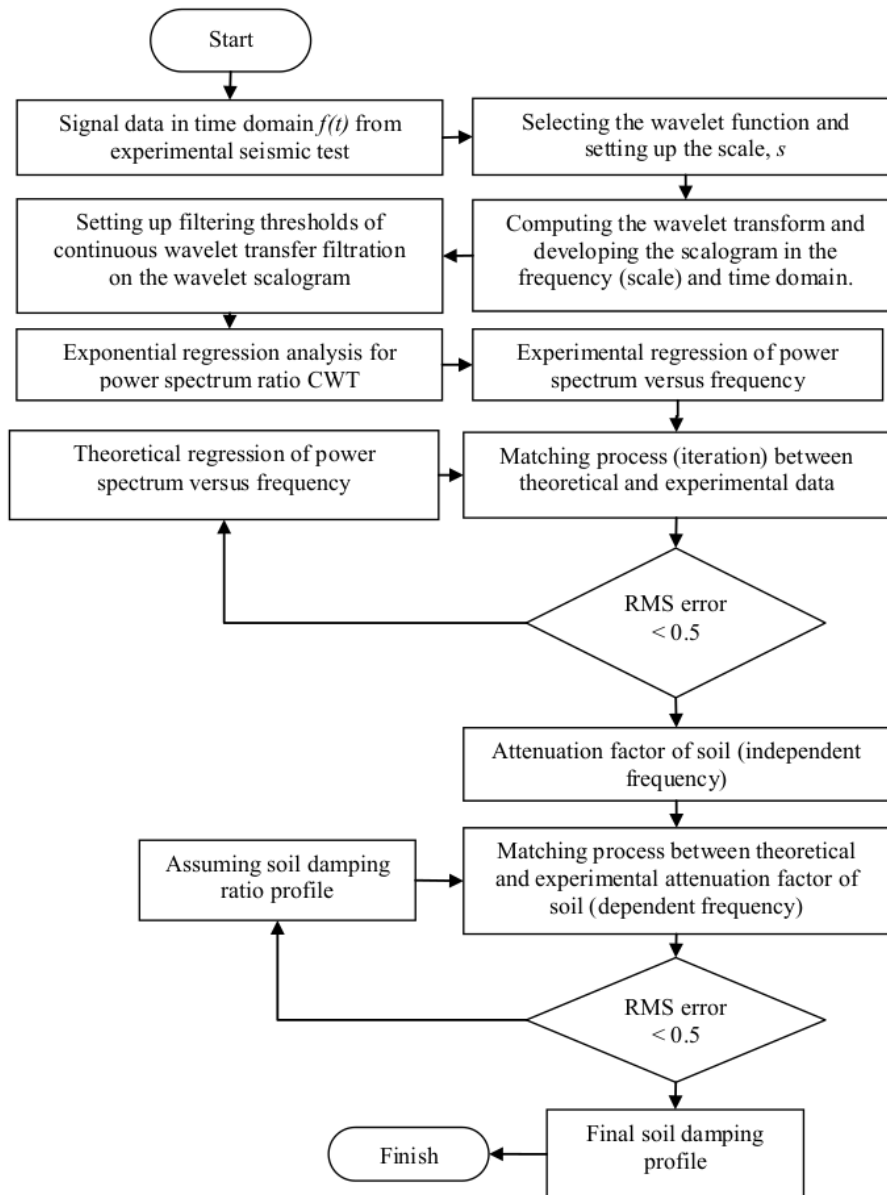 Start
Signal data in time domain f(t) from
experimental seismic test
Selecting the wavelet function and
setting up the scale, s
Setting up filtering thresholds of
continuous wavelet transfer filtration
on the wavelet scalogram
Computing the wavelet transform and
developing the scalogram in the
frequency (scale) and time domain.
Exponential regression analysis for
power spectrum ratio CWT
Experimental regression of power
spectrum versus frequency
Theoretical regression of power
spectrum versus frequency
Matching process (iteration) between
theoretical and experimental data
RMS error
< 0.5
Attenuation factor of soil (independent
frequency)
Assuming soil damping
ratio profile
Matching process between theoretical
and experimental attenuation factor of
soil (dependent frequency)
RMS error
< 0.5
Final soil damping
profile
Finish